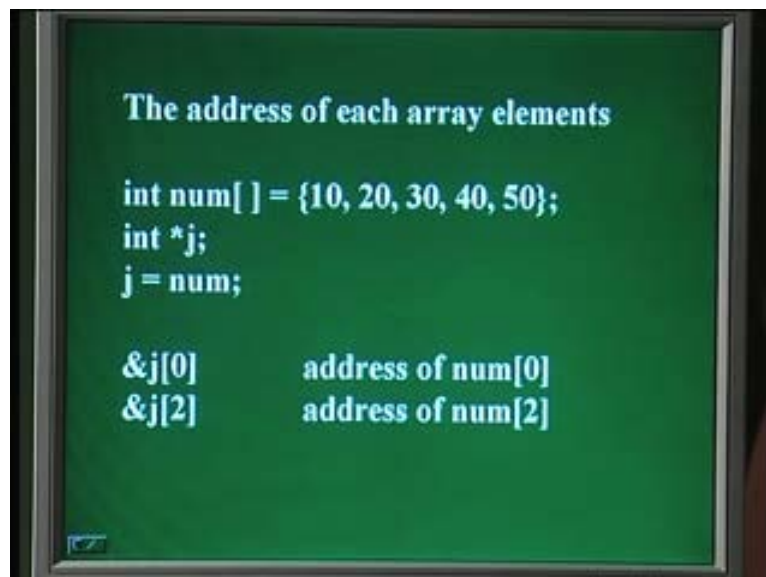 The address of each array elements
int num[ ] = {10, 20, 30, 40, 50};
int *j;
j = num;
&j[0] address of num[0]
&j[2] address of num[2]